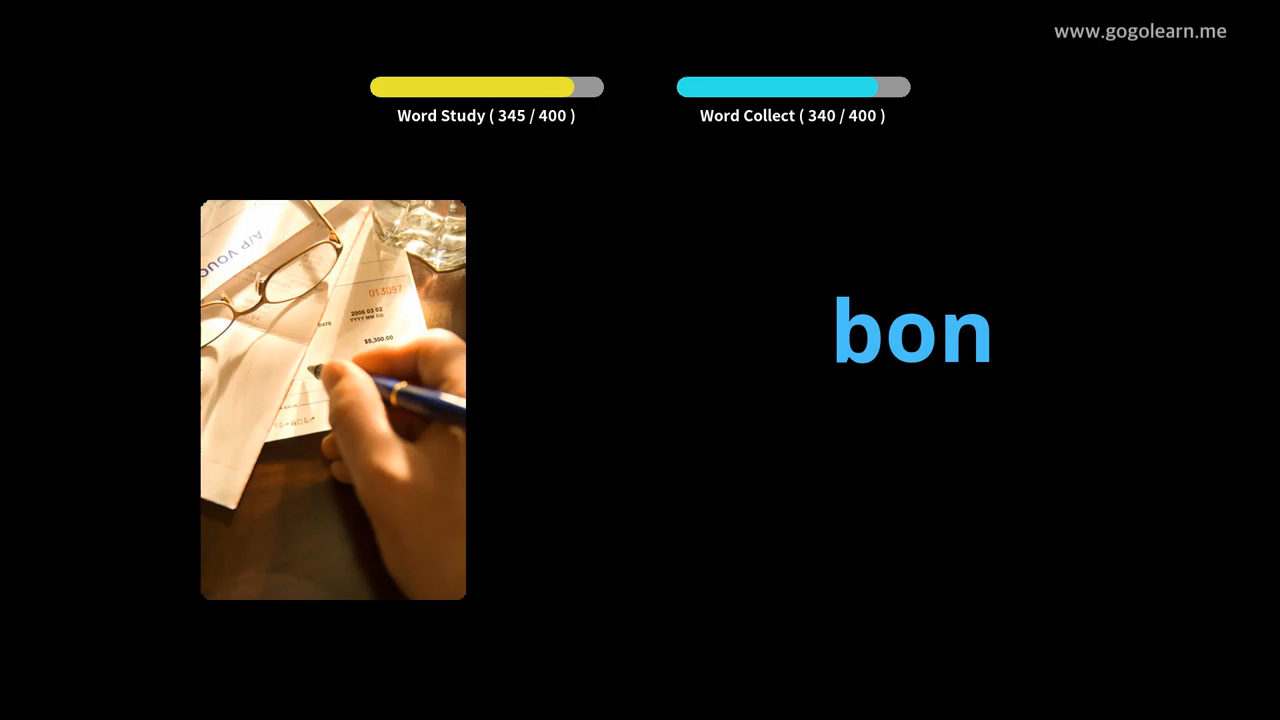 www.gogolearn.me
Word Study ( 345 / 400 )
Word Collect ( 340 / 400 )
A/P VOUC
013097
DATE
2006 03 02
YYYY MM DD
$5,300.00
bon